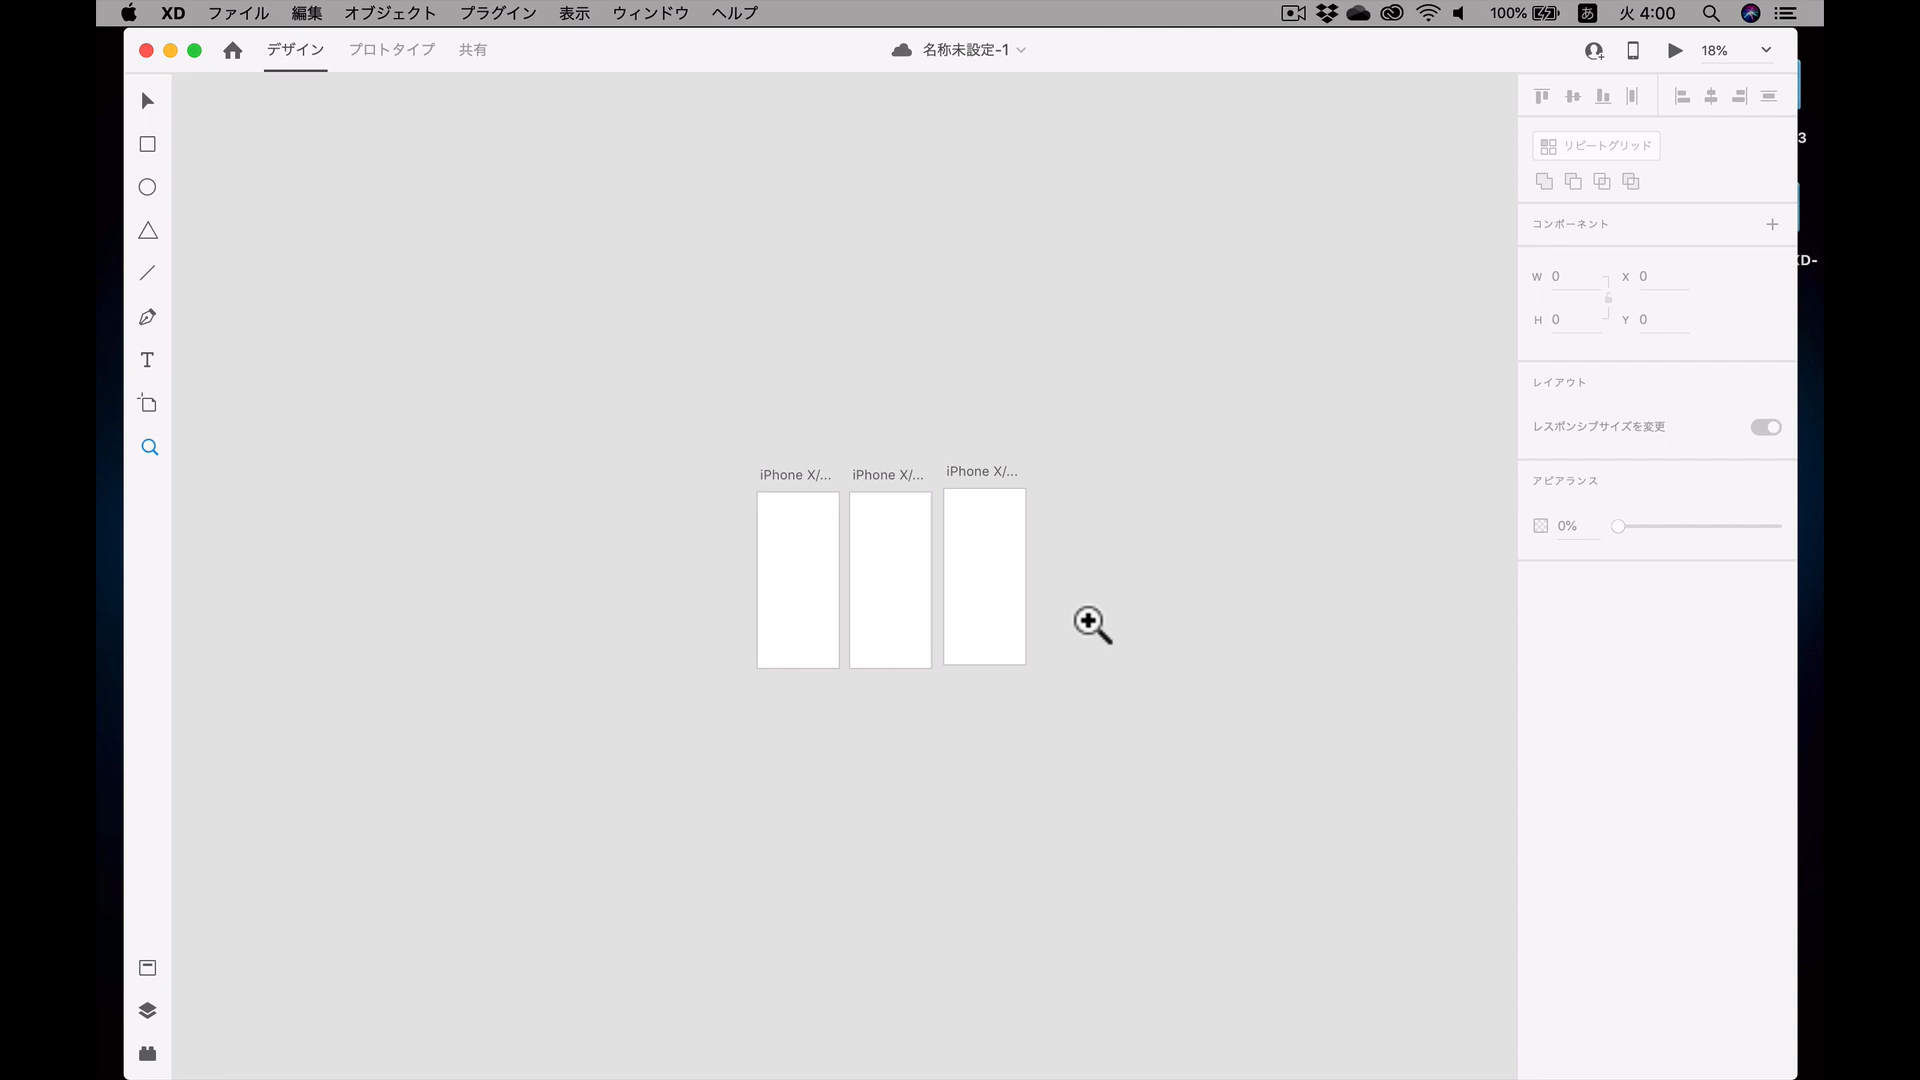 XD ファイル 編集 オブジェクト プラグイン 表示 ウィンドウ ヘルプ 100% あ 火 4:00
デザイン プロトタイプ 共有 名称未設定-1 18%
リピートグリッド
3
コンポーネント
XD-
W 0 X 0
H 0 Y 0
レイアウト
レスポンシブサイズを変更
アピアランス
0%
T
iPhone X/... iPhone X/... iPhone X/...